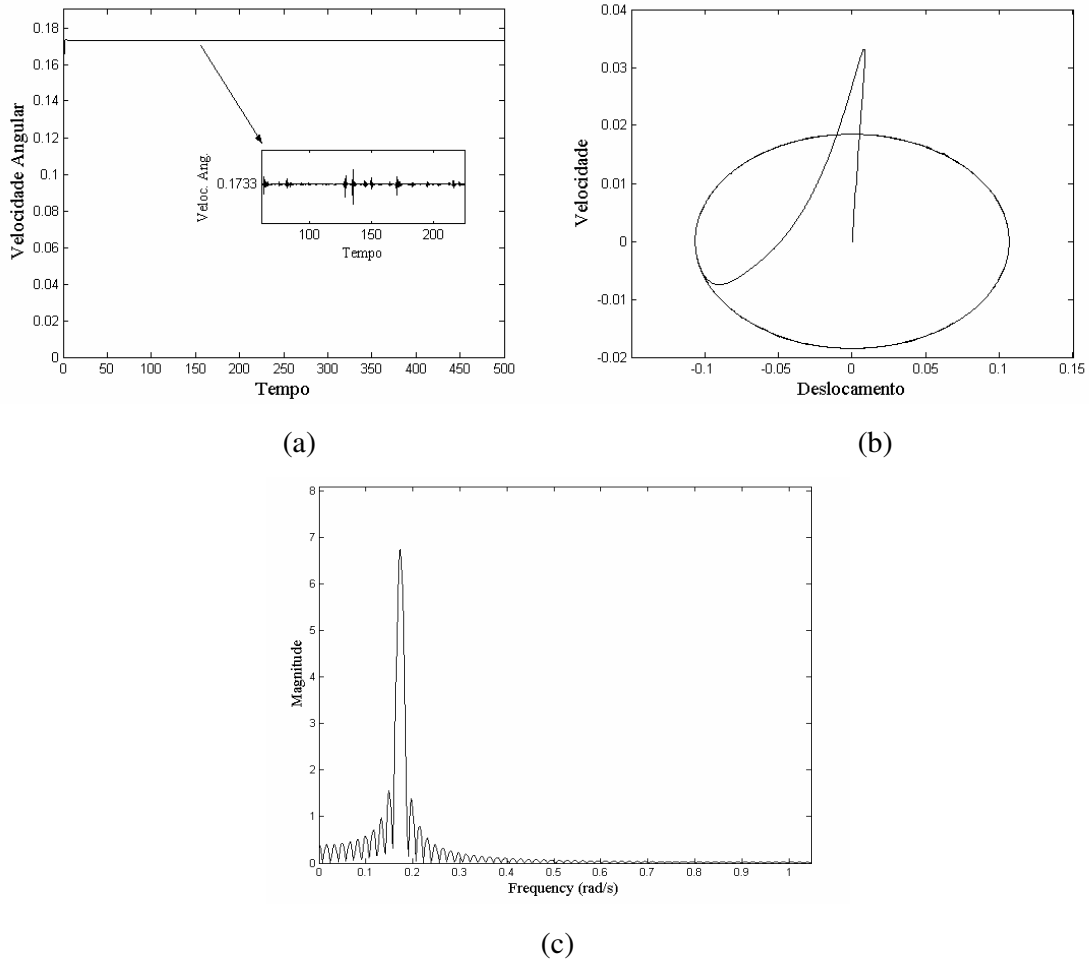 0.18
0.16
0.14
0.12
0.1
0.08
0.06
0.04
0.02
0
Velocidade Angular
Veloc. Ang.
0.1733
100 150 200
Tempo
0 50 100 150 200 250 300 350 400 450 500
Tempo
(a)
0.04
0.03
0.02
0.01
0
-0.01
-0.02
Velocidade
-0.1 -0.05 0 0.05 0.1 0.15
Deslocamento
(b)
8
7
6
5
4
3
2
1
0
Magnitude
0 0.1 0.2 0.3 0.4 0.5 0.6 0.7 0.8 0.9 1
Frequency (rad/s)
(c)